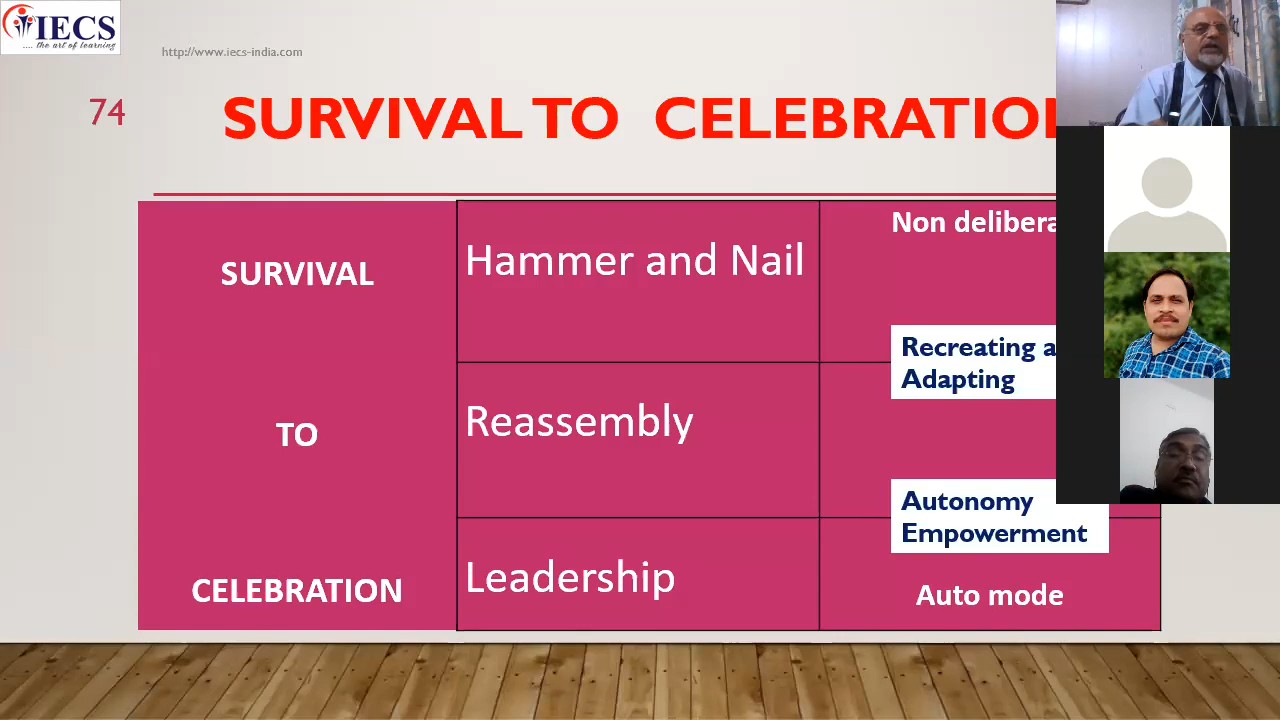 IECS
.... the art of learning
http://www.iecs-india.com
74
SURVIVAL TO CELEBRATION
SURVIVAL
Hammer and Nail
Non delibera
Recreating a
Adapting
TO
Reassembly
Autonomy
Empowerment
CELEBRATION
Leadership
Auto mode